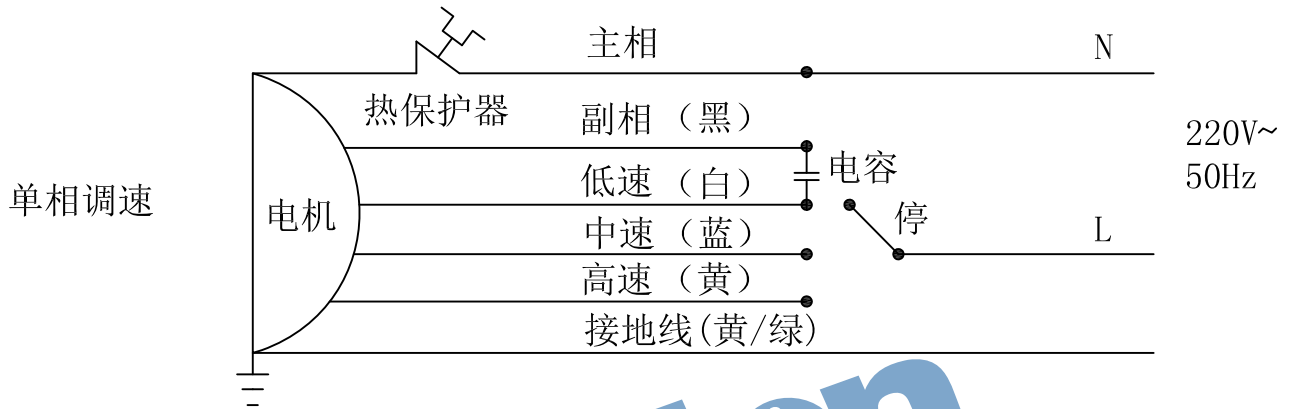 主相
N
热保护器
副相（黑）
220V~
50Hz
低速（白）
电容
单相调速
电机
中速（蓝）
停
L
高速（黄）
接地线(黄/绿)